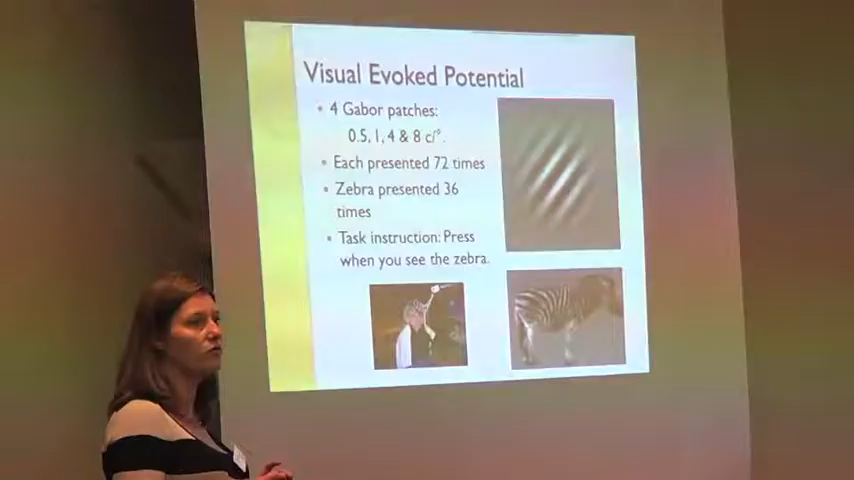 Visual Evoked Potential
• 4 Gabor patches:
0.5, 1, 4 & 8 c/°.
• Each presented 72 times
• Zebra presented 36
times
• Task instruction: Press
when you see the zebra.